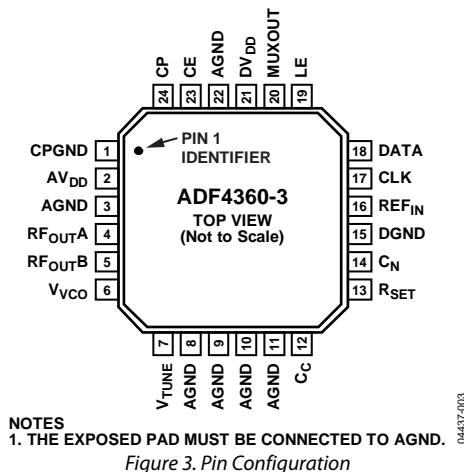 CP CE AGND DVDD MUXOUT LE
24 23 22 21 20 19
PIN 1
IDENTIFIER
CPGND 1
AVDD 2
AGND 3
RFOUTA 4
RFOUTB 5
VVCO 6
ADF4360-3
TOP VIEW
(Not to Scale)
18 DATA
17 CLK
16 REFIN
15 DGND
14 CN
13 RSET
7 8 9 10 11 12
VTUNE AGND AGND AGND AGND CC
NOTES
1. THE EXPOSED PAD MUST BE CONNECTED TO AGND.
04437-003
Figure 3. Pin Configuration